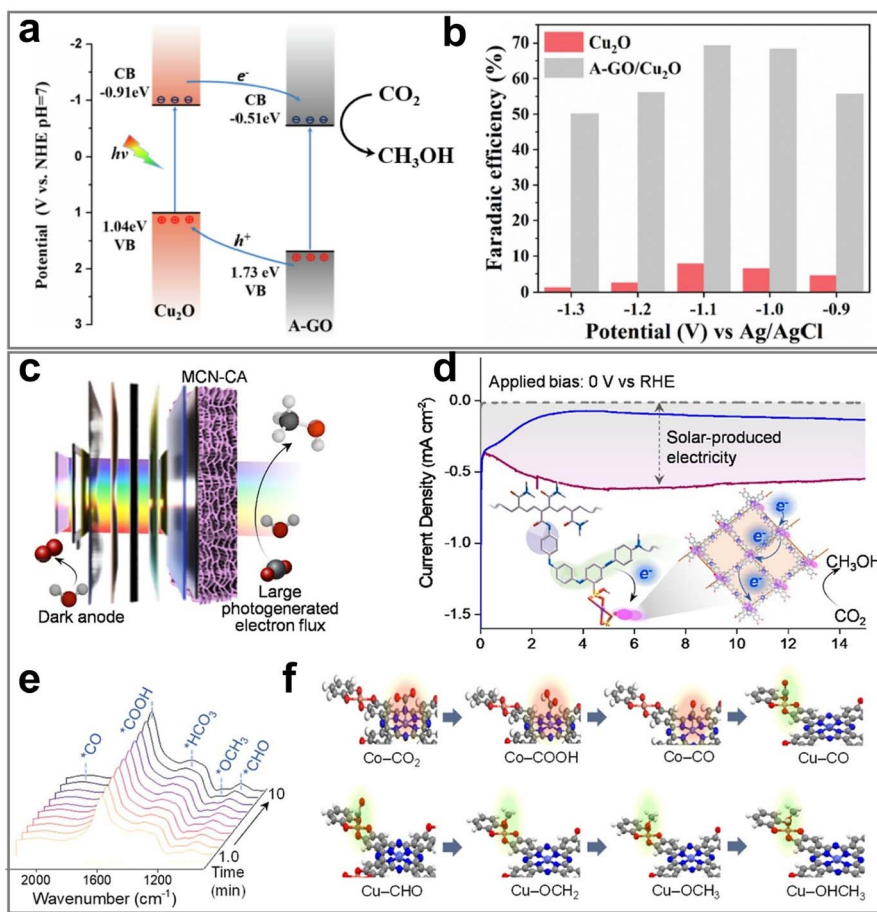 a
-2
-1
0
1
2
3
Potential (V vs. NHE pH=7)
CB
-0.91eV
e⁻
CB
-0.51eV
CO₂
CH₃OH
hν
1.04eV
VB
h⁺
1.73 eV
VB
Cu₂O
A-GO
b
Cu₂O
A-GO/Cu₂O
70
60
50
40
30
20
10
0
Faradaic efficiency (%)
-1.3 -1.2 -1.1 -1.0 -0.9
Potential (V) vs Ag/AgCl
c
MCN-CA
Dark anode
Large
photogenerated
electron flux
d
Applied bias: 0 V vs RHE
0.0
-0.5
-1.0
-1.5
Current Density (mA cm⁻²)
Solar-produced
electricity
e⁻
e⁻
e⁻
e⁻
CH₃OH
CO₂
0 2 4 6 8 10 12 14
e
*CO
*COOH
*HCO₃
*OCH₃
*CHO
10
1.0
Time
(min)
2000 1600 1200
Wavenumber (cm⁻¹)
f
Co–CO₂
Co–COOH
Co–CO
Cu–CO
Cu–CHO
Cu–OCH₂
Cu–OCH₃
Cu–OHCH₃